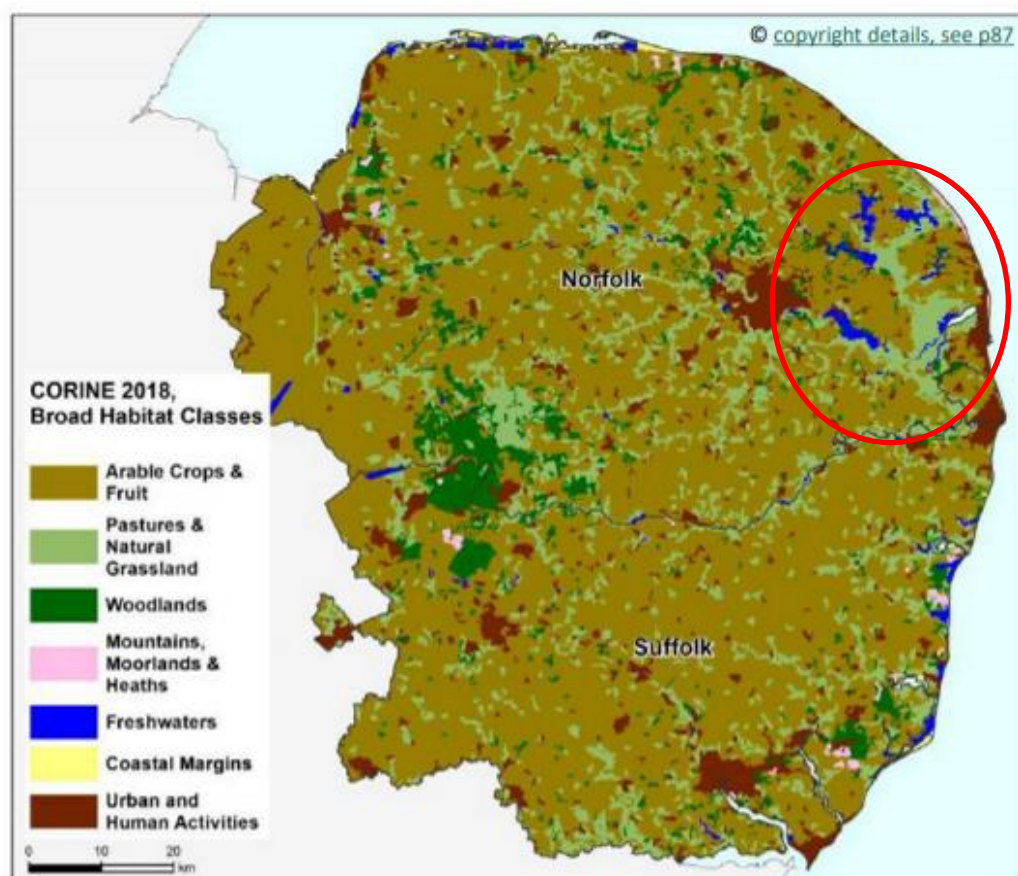 © copyright details, see p87
Norfolk
CORINE 2018,
Broad Habitat Classes
Arable Crops &
Fruit
Pastures &
Natural
Grassland
Woodlands
Mountains,
Moorlands &
Heaths
Freshwaters
Coastal Margins
Urban and
Human Activities
Suffolk
0 10 20
km